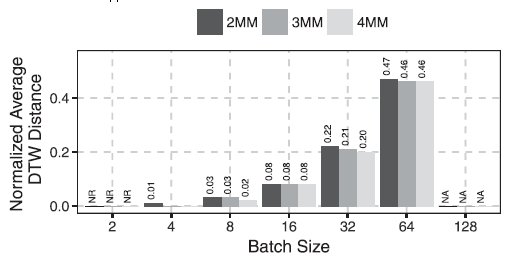 2MM 3MM 4MM
Normalized Average
DTW Distance
0.4
0.2
0.0
NR NR NR
0.01
0.03 0.03 0.02
0.08 0.08 0.08
0.22 0.21 0.20
0.47 0.46 0.46
NA NA NA
2 4 8 16 32 64 128
Batch Size